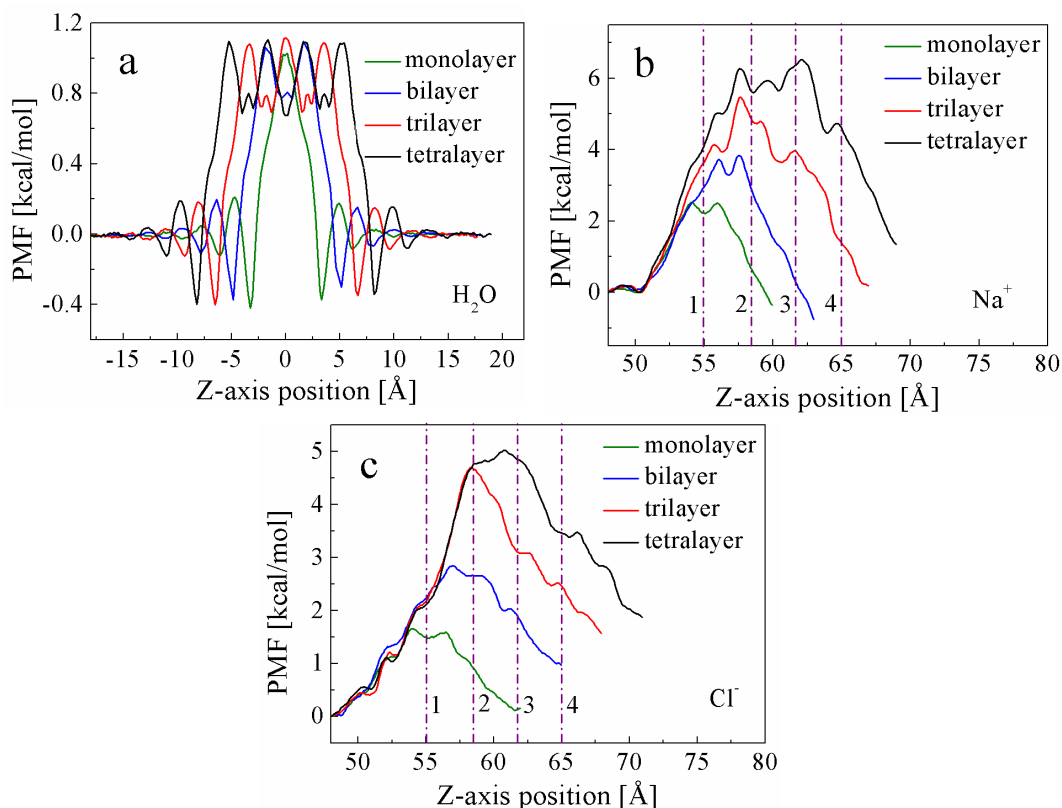 a
monolayer
bilayer
trilayer
tetralayer
H2O
PMF [kcal/mol]
1.2
0.8
0.4
0.0
-0.4
-15 -10 -5 0 5 10 15 20
Z-axis position [Å]
b
monolayer
bilayer
trilayer
tetralayer
1 2 3 4
Na+
PMF [kcal/mol]
6
4
2
0
50 55 60 65 70 75 80
Z-axis position [Å]
c
monolayer
bilayer
trilayer
tetralayer
1 2 3 4
Cl-
PMF [kcal/mol]
5
4
3
2
1
0
50 55 60 65 70 75 80
Z-axis position [Å]